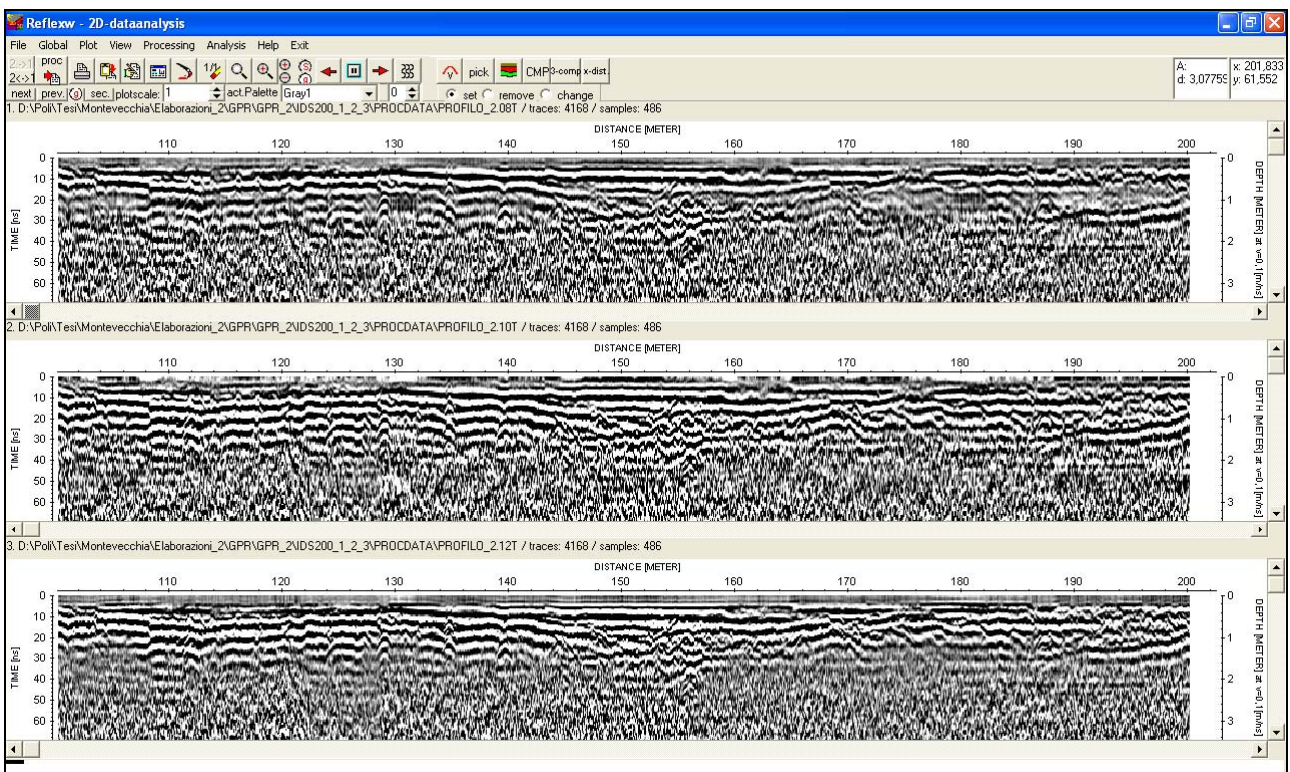 Reflexw - 2D-dataanalysis
File Global Plot View Processing Analysis Help Exit
2->1 proc
2<->1 1/2 CMP 3-comp x-dist.
pick
A: x: 201,833
d: 3,07755 y: 61,552
next prev. (g) sec. plotscale: 1 act.Palette Gray1 0 set remove change
1. D:\Poli\Tesi\Montevecchia\Elaborazioni_2\GPR\GPR_2\IDS200_1_2_3\PROCDATA\PROFILO_2.08T / traces: 4168 / samples: 486
DISTANCE [METER]
110 120 130 140 150 160 170 180 190 200
TIME [ns]
0
10
20
30
40
50
60
0
1
2
3
DEPTH [METER] at v=0.1[m/ns]
2. D:\Poli\Tesi\Montevecchia\Elaborazioni_2\GPR\GPR_2\IDS200_1_2_3\PROCDATA\PROFILO_2.10T / traces: 4168 / samples: 486
DISTANCE [METER]
110 120 130 140 150 160 170 180 190 200
TIME [ns]
0
10
20
30
40
50
60
0
1
2
3
DEPTH [METER] at v=0.1[m/ns]
3. D:\Poli\Tesi\Montevecchia\Elaborazioni_2\GPR\GPR_2\IDS200_1_2_3\PROCDATA\PROFILO_2.12T / traces: 4168 / samples: 486
DISTANCE [METER]
110 120 130 140 150 160 170 180 190 200
TIME [ns]
0
10
20
30
40
50
60
0
1
2
3
DEPTH [METER] at v=0.1[m/ns]